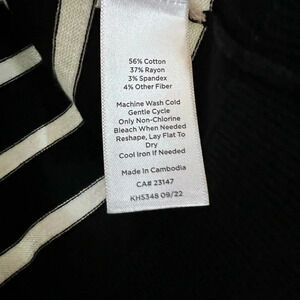 56% Cotton
37% Rayon
3% Spandex
4% Other Fiber
Machine Wash Cold
Gentle Cycle
Only Non-Chlorine
Bleach When Needed
Reshape, Lay Flat To
Dry
Cool Iron If Needed
Made In Cambodia
CA# 23147
KH5348 09/22